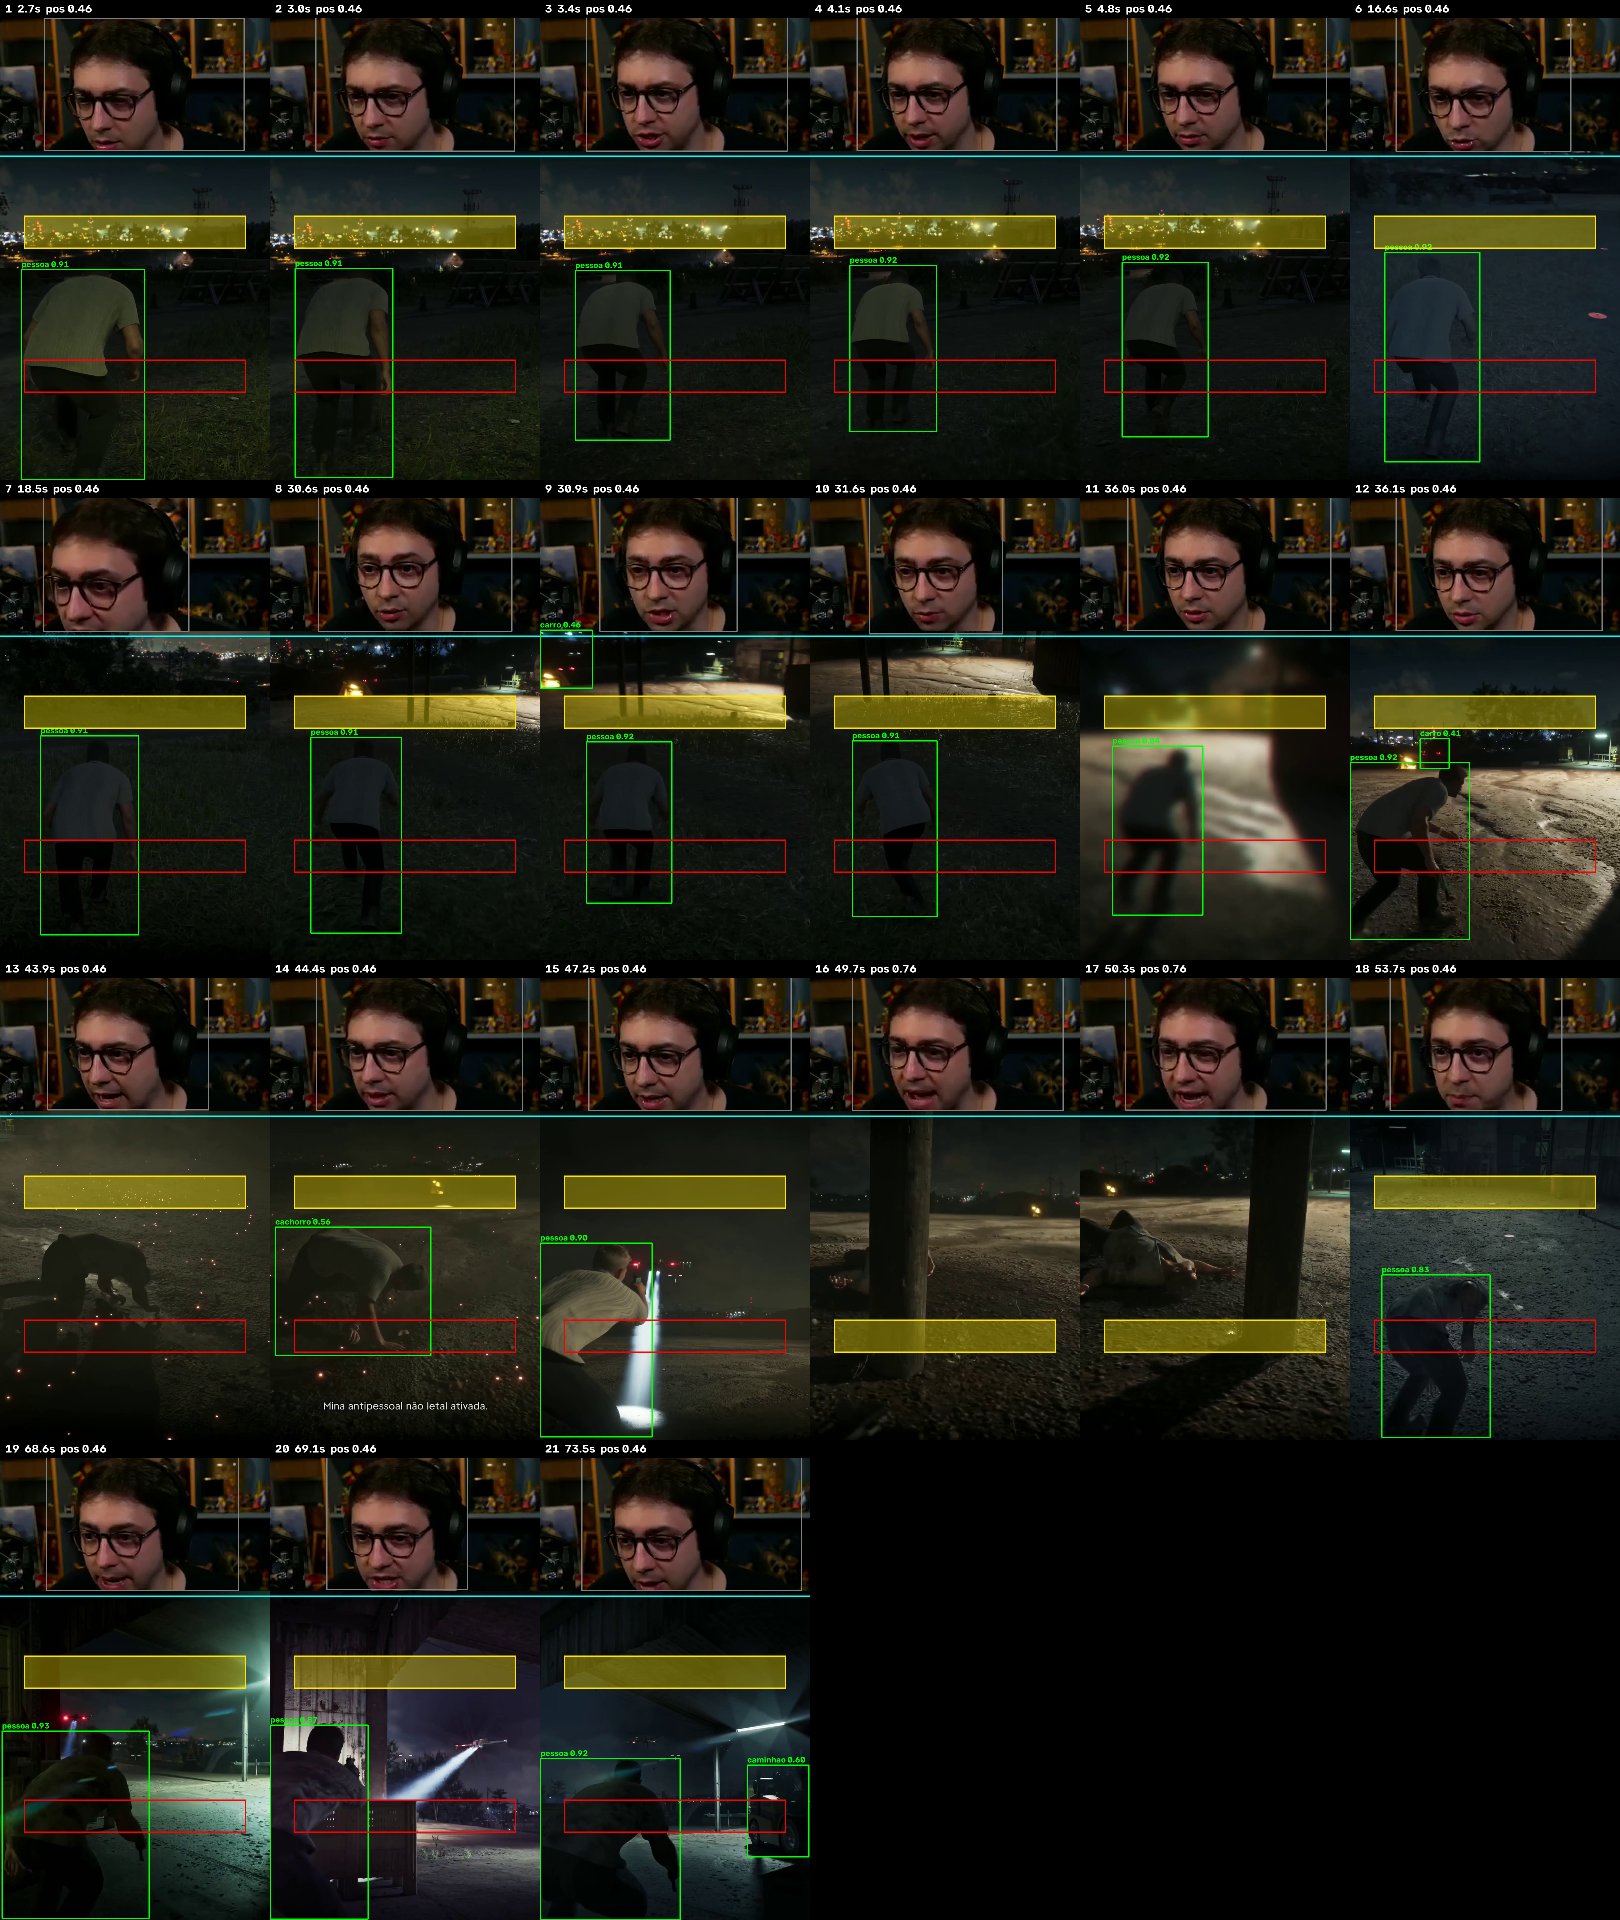 1 2.7s pos 0.46
2 3.0s pos 0.46
3 3.4s pos 0.46
4 4.1s pos 0.46
5 4.8s pos 0.46
6 16.6s pos 0.46
pessoa 0.91
pessoa 0.91
pessoa 0.91
pessoa 0.92
pessoa 0.92
pessoa 0.92
7 18.5s pos 0.46
8 30.6s pos 0.46
9 30.9s pos 0.46
10 31.6s pos 0.46
11 36.0s pos 0.46
12 36.1s pos 0.46
carro 0.46
pessoa 0.91
pessoa 0.91
pessoa 0.92
pessoa 0.91
carro 0.41
pessoa 0.92
13 43.9s pos 0.46
14 44.4s pos 0.46
15 47.2s pos 0.46
16 49.7s pos 0.76
17 50.3s pos 0.76
18 53.7s pos 0.46
cachorro 0.56
pessoa 0.90
pessoa 0.83
Mina antipessoal não letal ativada.
19 68.6s pos 0.46
20 69.1s pos 0.46
21 73.5s pos 0.46
pessoa 0.93
pessoa 0.92
caminhao 0.60